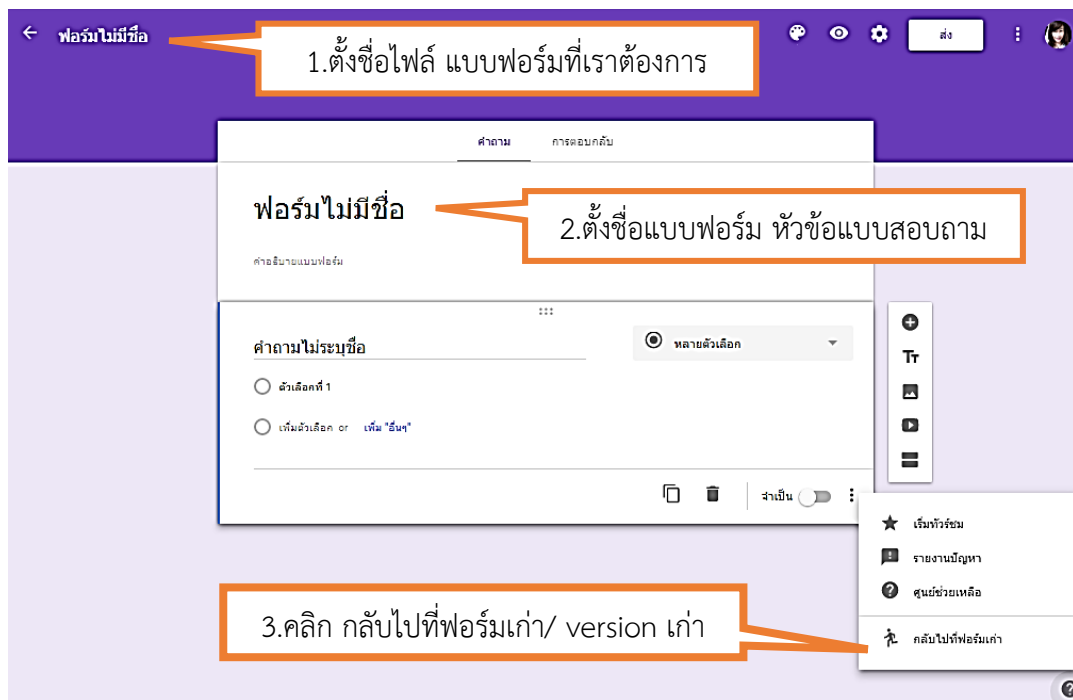 ฟอร์มไม่มีชื่อ
1.ตั้งชื่อไฟล์ แบบฟอร์มที่เราต้องการ
ส่ง
คำถาม การตอบกลับ
ฟอร์มไม่มีชื่อ
2.ตั้งชื่อแบบฟอร์ม หัวข้อแบบสอบถาม
คำอธิบายแบบฟอร์ม
คำถามไม่ระบุชื่อ
หลายตัวเลือก
Tт
ตัวเลือกที่ 1
เพิ่มตัวเลือก or เพิ่ม "อื่นๆ"
จำเป็น
เริ่มทัวร์ชม
รายงานปัญหา
ศูนย์ช่วยเหลือ
3.คลิก กลับไปที่ฟอร์มเก่า/ version เก่า
กลับไปที่ฟอร์มเก่า